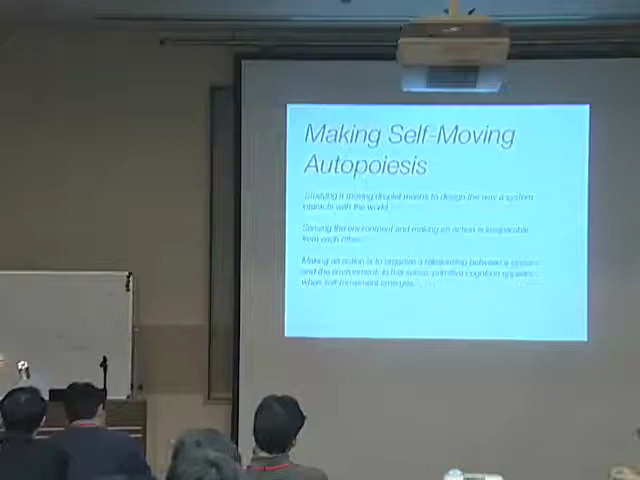 Making Self-Moving
Autopoiesis
Studying a moving droplet means to design the way a system
interacts with the world.
Sensing the environment and making an action is inseparable
from each other.
Making an action is to organize a relationship between a system
and the environment. In this sense, primitive cognition appears
when self-movement emerges.